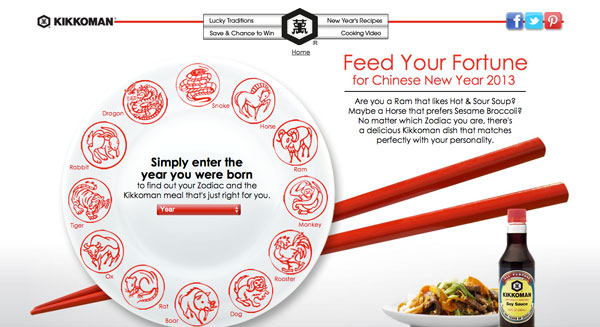 KIKKOMAN
Lucky Traditions
New Year's Recipes
Save & Chance to Win
Cooking Video
萬
R
Home
Feed Your Fortune
for Chinese New Year 2013
Are you a Ram that likes Hot & Sour Soup?
Maybe a Horse that prefers Sesame Broccoli?
No matter which Zodiac you are, there's
a delicious Kikkoman dish that matches
perfectly with your personality.
Snake
Horse
Ram
Monkey
Rooster
Dog
Boar
Rat
Ox
Tiger
Rabbit
Dragon
Simply enter the
year you were born
to find out your Zodiac and the
Kikkoman meal that's just right for you.
Year
KIKKOMAN
Soy Sauce